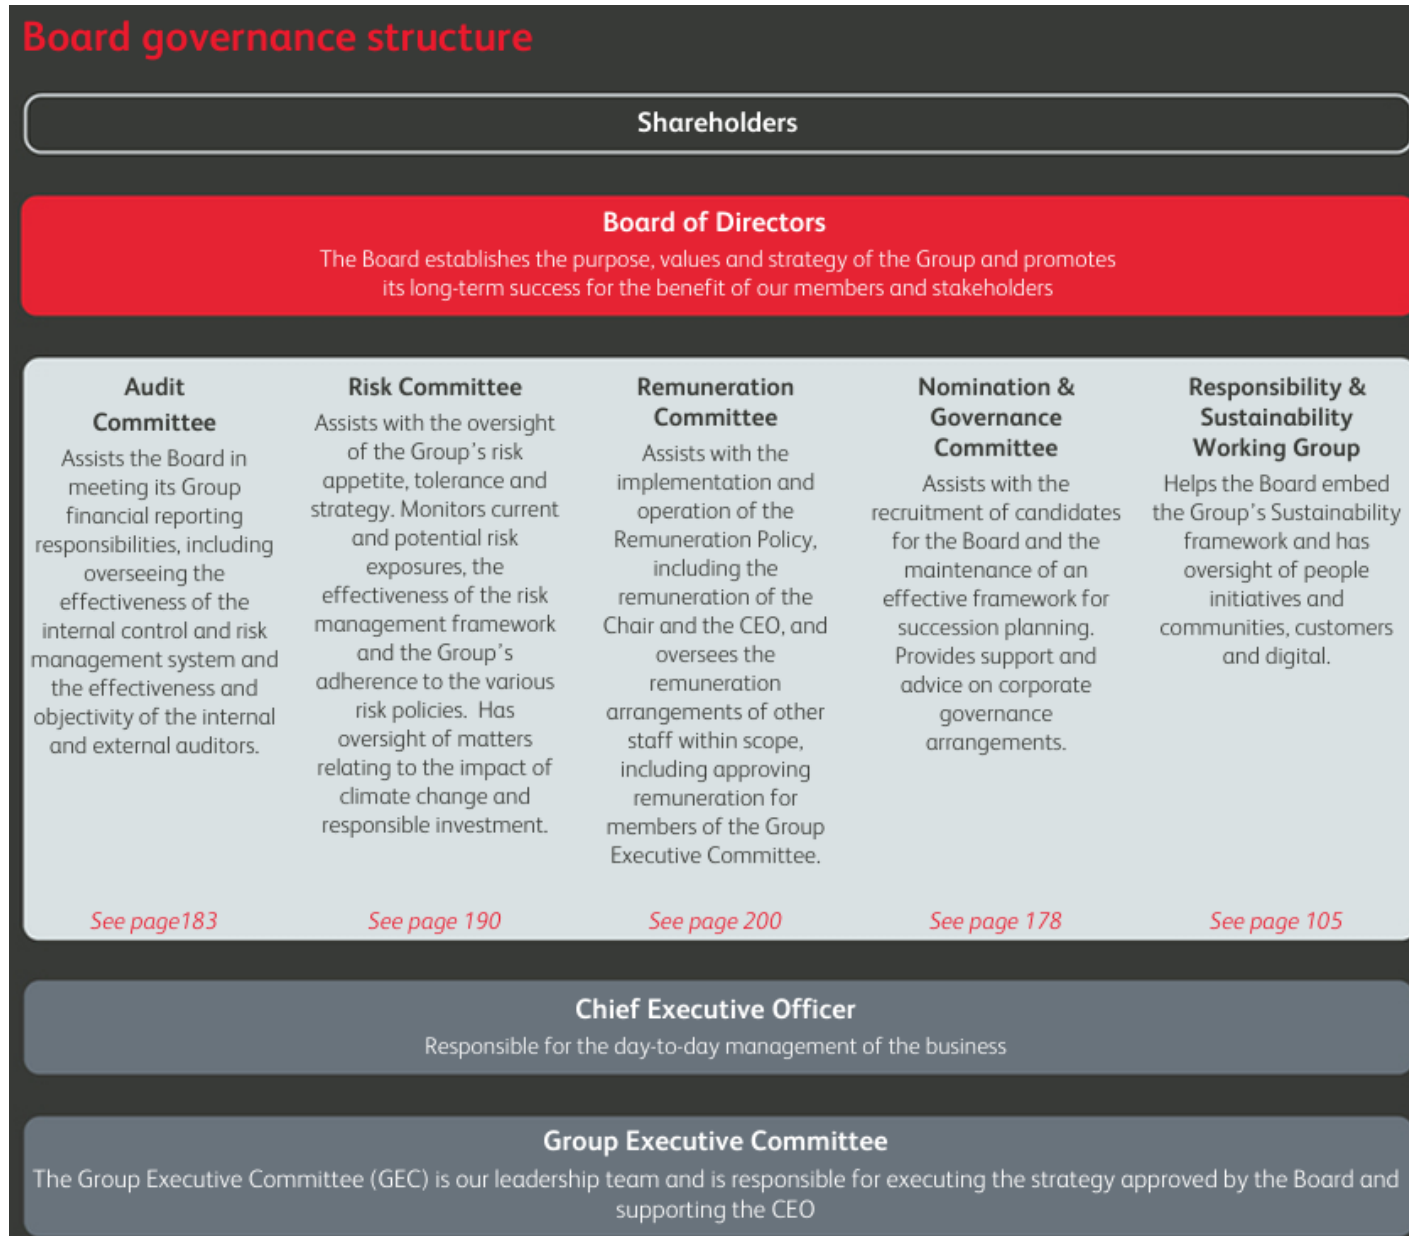 Board governance structure
Shareholders
Board of Directors
The Board establishes the purpose, values and strategy of the Group and promotes
its long-term success for the benefit of our members and stakeholders
Audit
Committee
Assists the Board in
meeting its Group
financial reporting
responsibilities, including
overseeing the
effectiveness of the
internal control and risk
management system and
the effectiveness and
objectivity of the internal
and external auditors.
See page183
Risk Committee
Assists with the oversight
of the Group's risk
appetite, tolerance and
strategy. Monitors current
and potential risk
exposures, the
effectiveness of the risk
management framework
and the Group's
adherence to the various
risk policies.  Has
oversight of matters
relating to the impact of
climate change and
responsible investment.
See page 190
Remuneration
Committee
Assists with the
implementation and
operation of the
Remuneration Policy,
including the
remuneration of the
Chair and the CEO, and
oversees the
remuneration
arrangements of other
staff within scope,
including approving
remuneration for
members of the Group
Executive Committee.
See page 200
Nomination &
Governance
Committee
Assists with the
recruitment of candidates
for the Board and the
maintenance of an
effective framework for
succession planning.
Provides support and
advice on corporate
governance
arrangements.
See page 178
Responsibility &
Sustainability
Working Group
Helps the Board embed
the Group's Sustainability
framework and has
oversight of people
initiatives and
communities, customers
and digital.
See page 105
Chief Executive Officer
Responsible for the day-to-day management of the business
Group Executive Committee
The Group Executive Committee (GEC) is our leadership team and is responsible for executing the strategy approved by the Board and
supporting the CEO